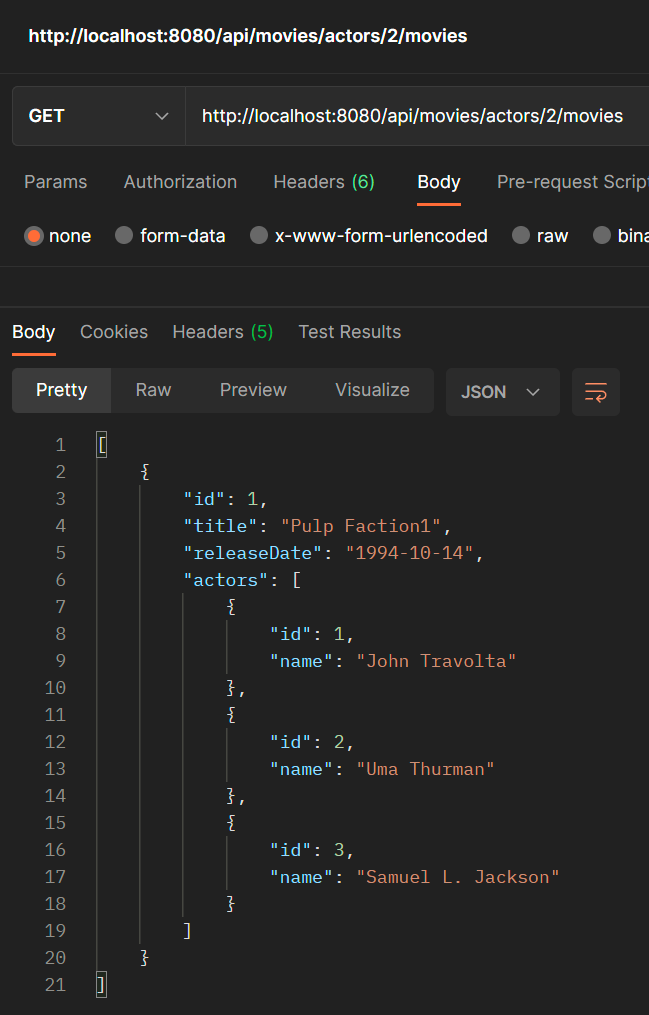 http://localhost:8080/api/movies/actors/2/movies
GET http://localhost:8080/api/movies/actors/2/movies
Params Authorization Headers (6) Body Pre-request Script
none form-data x-www-form-urlencoded raw bina
Body Cookies Headers (5) Test Results
Pretty Raw Preview Visualize JSON
1 [
2 {
3 "id": 1,
4 "title": "Pulp Faction1",
5 "releaseDate": "1994-10-14",
6 "actors": [
7 {
8 "id": 1,
9 "name": "John Travolta"
10 },
11 {
12 "id": 2,
13 "name": "Uma Thurman"
14 },
15 {
16 "id": 3,
17 "name": "Samuel L. Jackson"
18 }
19 ]
20 }
21 ]